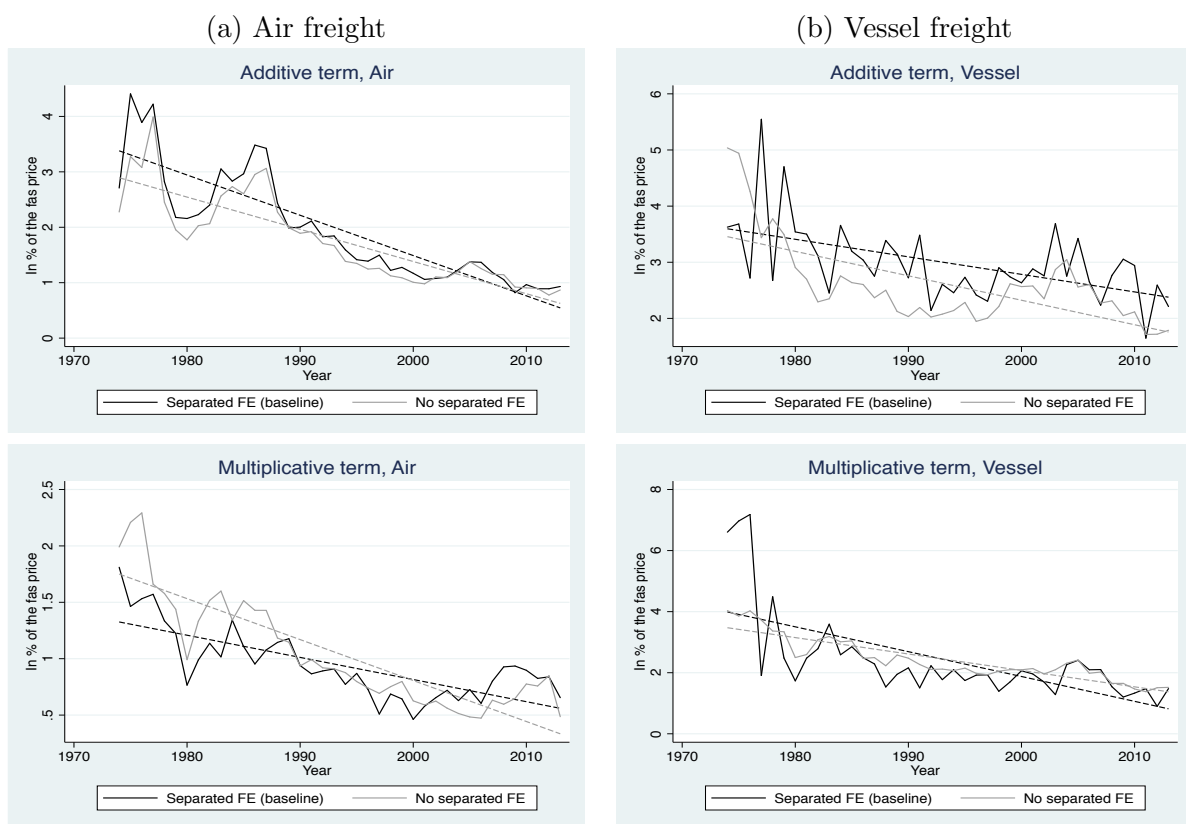 (a) Air freight
(b) Vessel freight
Additive term, Air
In % of the fas price
4
3
2
1
0
1970 1980 1990 2000 2010
Year
Separated FE (baseline) No separated FE
Additive term, Vessel
In % of the fas price
6
5
4
3
2
1970 1980 1990 2000 2010
Year
Separated FE (baseline) No separated FE
Multiplicative term, Air
In % of the fas price
2.5
2
1.5
1
.5
1970 1980 1990 2000 2010
Year
Separated FE (baseline) No separated FE
Multiplicative term, Vessel
In % of the fas price
8
6
4
2
0
1970 1980 1990 2000 2010
Year
Separated FE (baseline) No separated FE